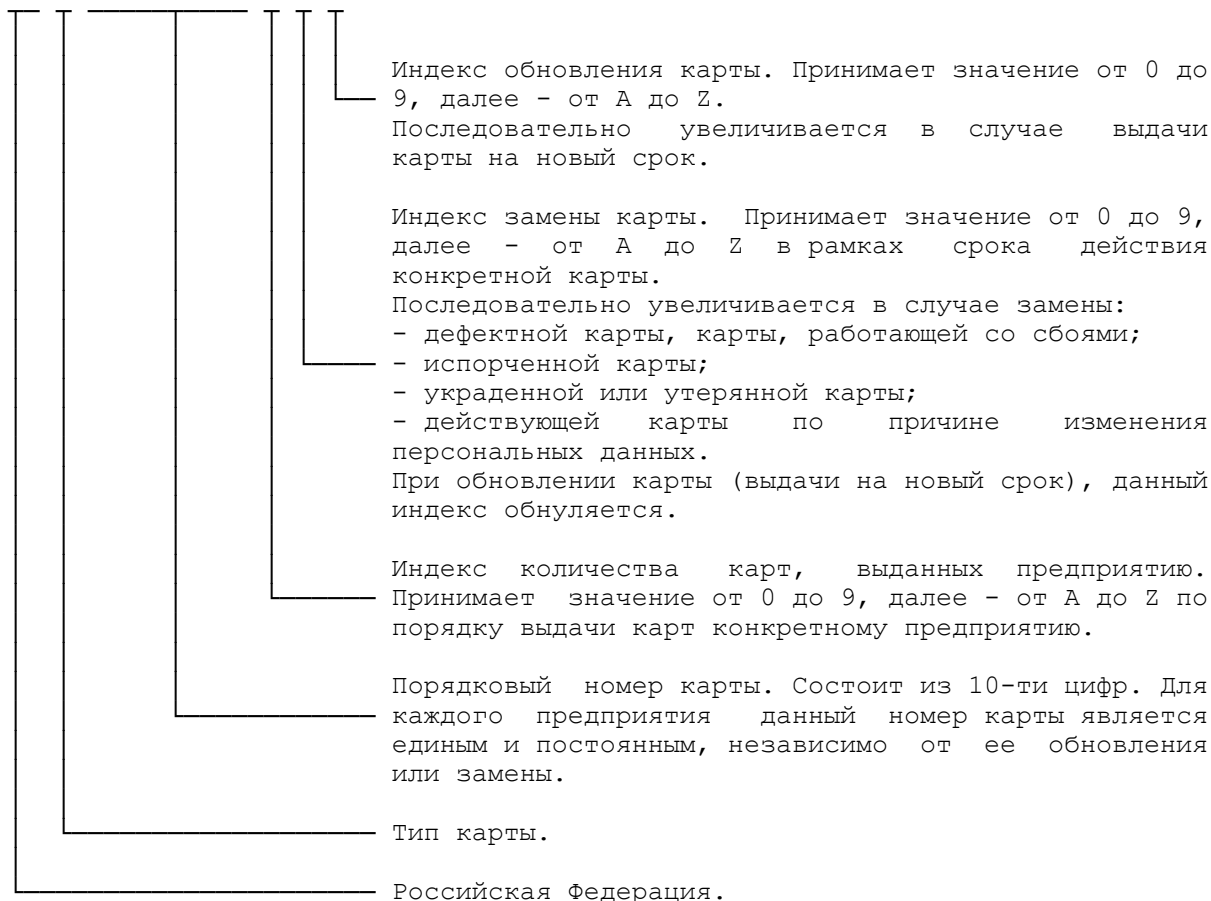 Индекс обновления карты. Принимает значение от 0 до
9, далее - от A до Z.
Последовательно увеличивается в случае выдачи
карты на новый срок.
Индекс замены карты. Принимает значение от 0 до 9,
далее - от A до Z в рамках срока действия
конкретной карты.
Последовательно увеличивается в случае замены:
- дефектной карты, карты, работающей со сбоями;
- испорченной карты;
- украденной или утерянной карты;
- действующей карты по причине изменения
персональных данных.
При обновлении карты (выдачи на новый срок), данный
индекс обнуляется.
Индекс количества карт, выданных предприятию.
Принимает значение от 0 до 9, далее - от A до Z по
порядку выдачи карт конкретному предприятию.
Порядковый номер карты. Состоит из 10-ти цифр. Для
каждого предприятия данный номер карты является
единым и постоянным, независимо от ее обновления
или замены.
Тип карты.
Российская Федерация.